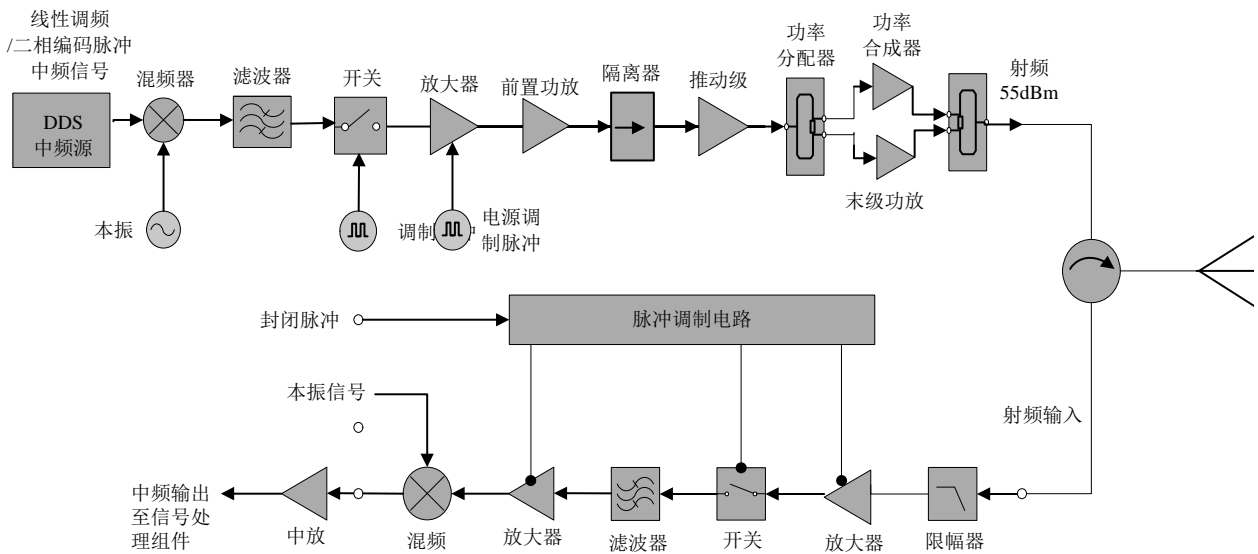 线性调频
/二相编码脉冲
中频信号
混频器
滤波器
开关
放大器
前置功放
隔离器
推动级
功率
分配器
功率
合成器
射频
55dBm
DDS
中频源
末级功放
本振
调制
冲
电源调
制脉冲
封闭脉冲
脉冲调制电路
本振信号
射频输入
中频输出
至信号处
理组件
中放
混频
放大器
滤波器
开关
放大器
限幅器